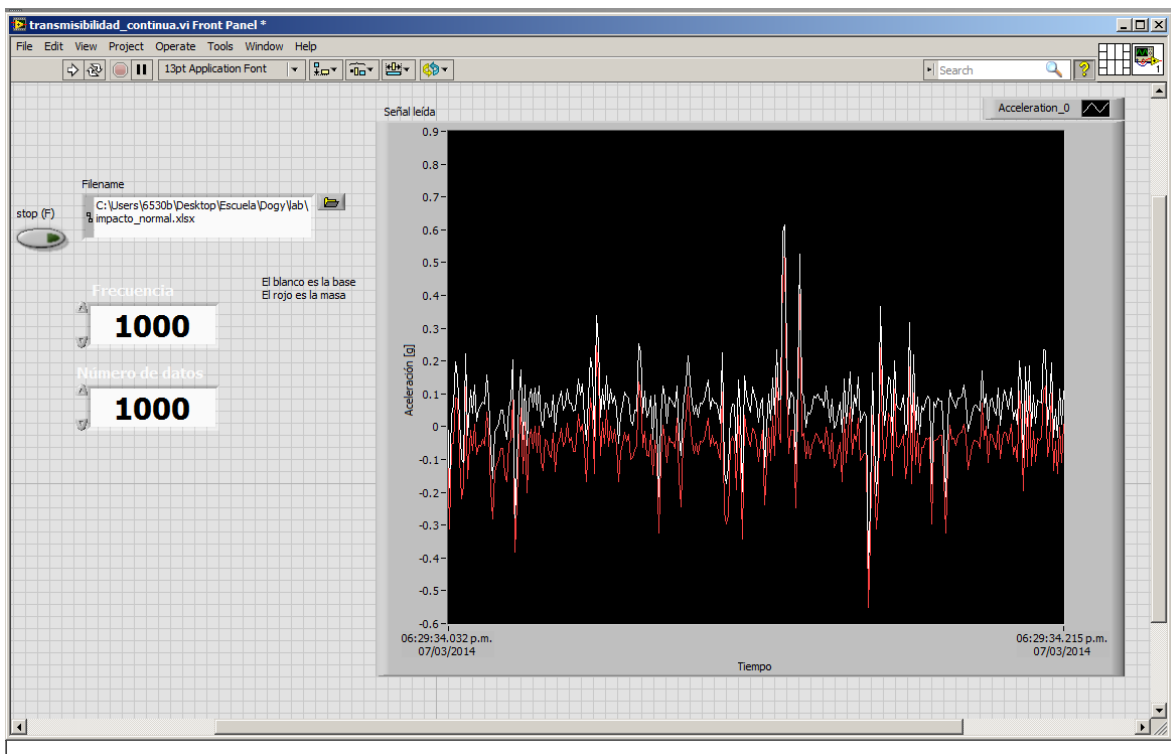 transmisibilidad_continua.vi Front Panel *
File Edit View Project Operate Tools Window Help
13pt Application Font
Search
1
Señal leída
Acceleration_0
Filename
C:\Users\6530b\Desktop\Escuela\Dogy\lab\
impacto_normal.xlsx
stop (F)
El blanco es la base
El rojo es la masa
Frecuencia
1000
Número de datos
1000
Aceleración [g]
0.9
0.8
0.7
0.6
0.5
0.4
0.3
0.2
0.1
0
-0.1
-0.2
-0.3
-0.4
-0.5
-0.6
06:29:34.032 p.m.
07/03/2014
06:29:34.215 p.m.
07/03/2014
Tiempo